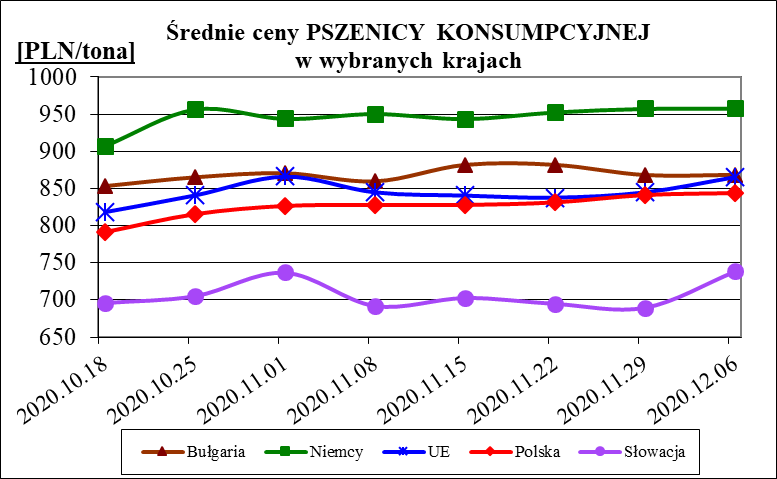 Średnie ceny PSZENICY KONSUMPCYJNEJ
w wybranych krajach
[PLN/tona]
1000
950
900
850
800
750
700
650
2020.10.18
2020.10.25
2020.11.01
2020.11.08
2020.11.15
2020.11.22
2020.11.29
2020.12.06
Bułgaria
Niemcy
UE
Polska
Słowacja